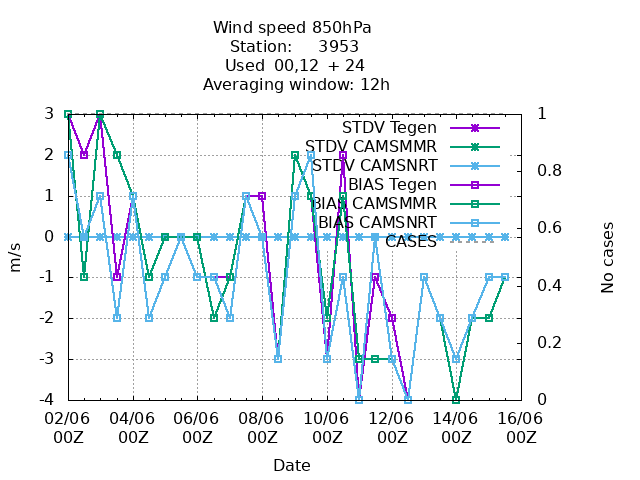 Wind speed 850hPa
Station: 3953
Used 00,12 + 24
Averaging window: 12h
3
2
1
0
-1
-2
-3
-4
m/s
1
0.8
0.6
0.4
0.2
0
No cases
STDV Tegen
STDV CAMSMMR
STDV CAMSNRT
BIAS Tegen
BIAS CAMSMMR
BIAS CAMSNRT
CASES
02/06 04/06 06/06 08/06 10/06 12/06 14/06 16/06
00Z 00Z 00Z 00Z 00Z 00Z 00Z 00Z
Date